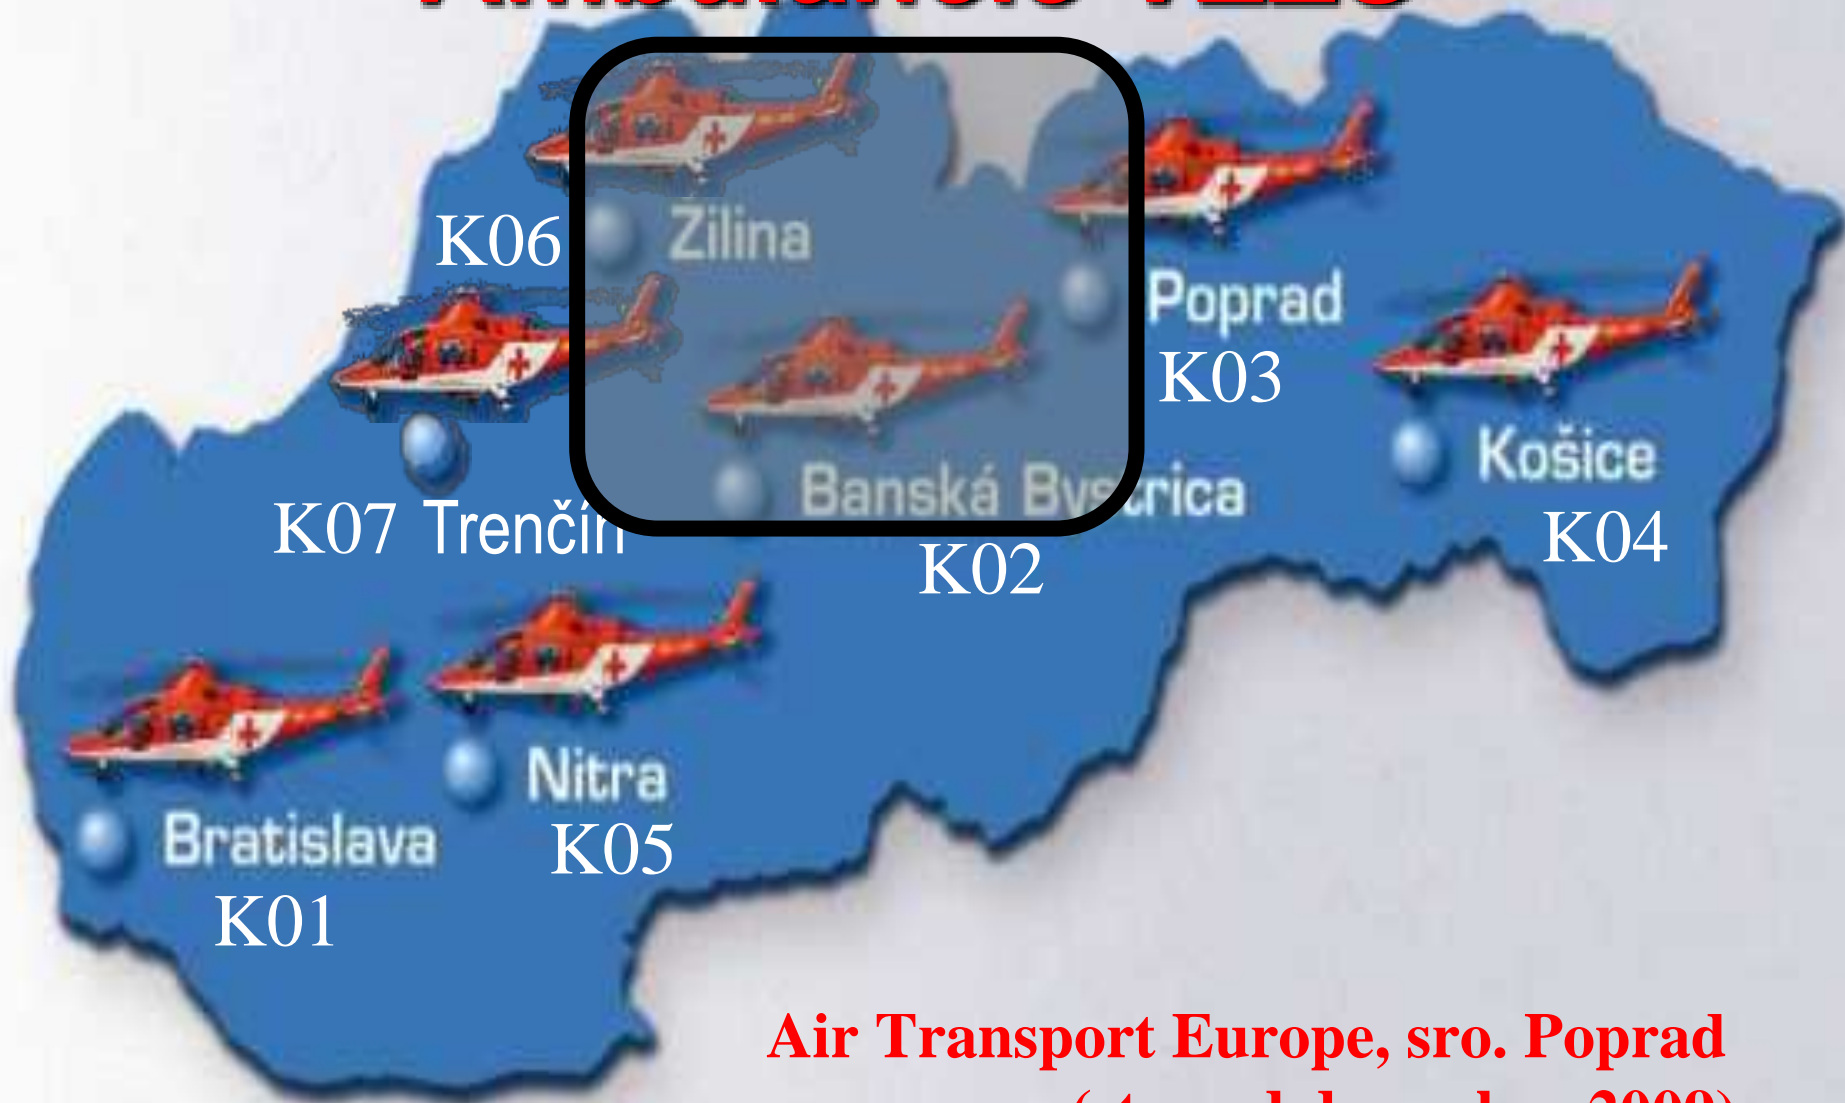 K06
Žilina
Poprad
K03
Košice
K04
Banská Bystrica
K02
K07 Trenčín
Nitra
K05
Bratislava
K01
Air Transport Europe, sro. Poprad